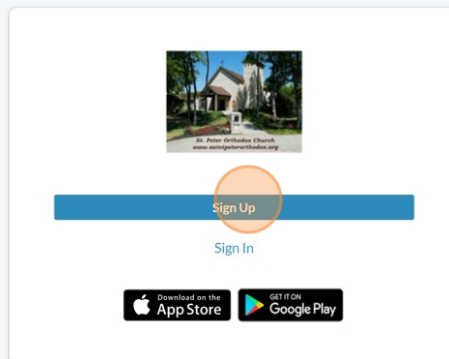 St. Peter Orthodox Church
www.saintpeterorthodox.org
Sign Up
Sign In
Download on the
App Store
GET IT ON
Google Play